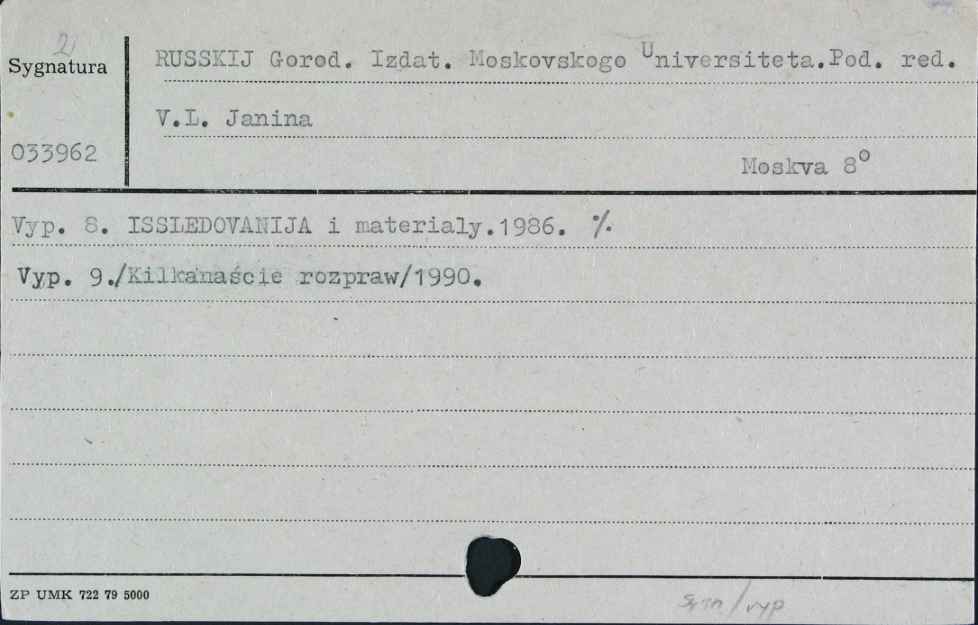 2
Sygnatura
RUSSKIJ Gorod. Izdat. Moskovskogo Universiteta.Pod. red.
V.L. Janina
033962
Moskva 8°
Vyp. 8. ISSLEDOVANIJA i materialy.1986. ./.
Vyp. 9./Kilkanaście rozpraw/1990.
ZP UMK 722 79 5000